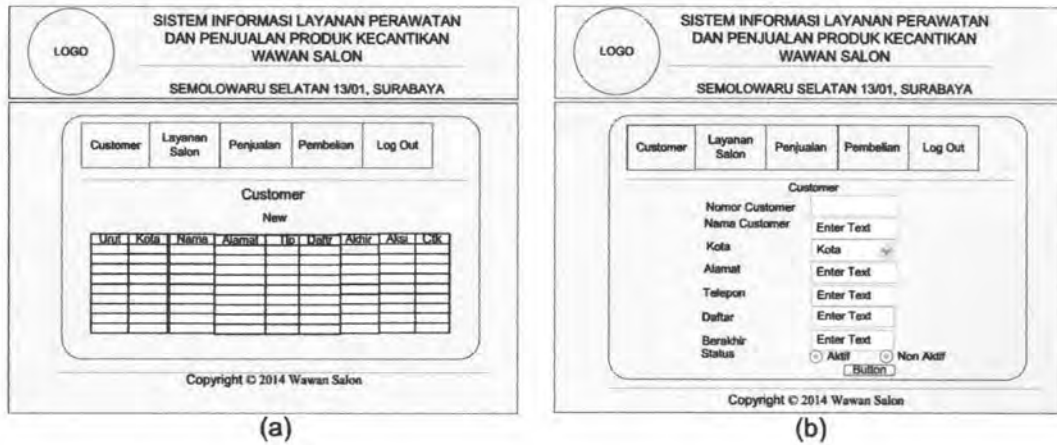 LOGO
SISTEM INFORMASI LAYANAN PERAWATAN
DAN PENJUALAN PRODUK KECANTIKAN
WAWAN SALON
SEMOLOWARU SELATAN 13/01, SURABAYA
Customer
Layanan
Salon
Penjualan
Pembelian
Log Out
Customer
New
Urut Kota Nama Alamat Tlp Daftr Akhir Aksi Ctk
Copyright © 2014 Wawan Salon
(a)
LOGO
SISTEM INFORMASI LAYANAN PERAWATAN
DAN PENJUALAN PRODUK KECANTIKAN
WAWAN SALON
SEMOLOWARU SELATAN 13/01, SURABAYA
Customer
Layanan
Salon
Penjualan
Pembelian
Log Out
Customer
Nomor Customer
Nama Customer Enter Text
Kota Kota
Alamat Enter Text
Telepon Enter Text
Daftar Enter Text
Berakhir Enter Text
Status Aktif Non Aktif
Button
Copyright © 2014 Wawan Salon
(b)